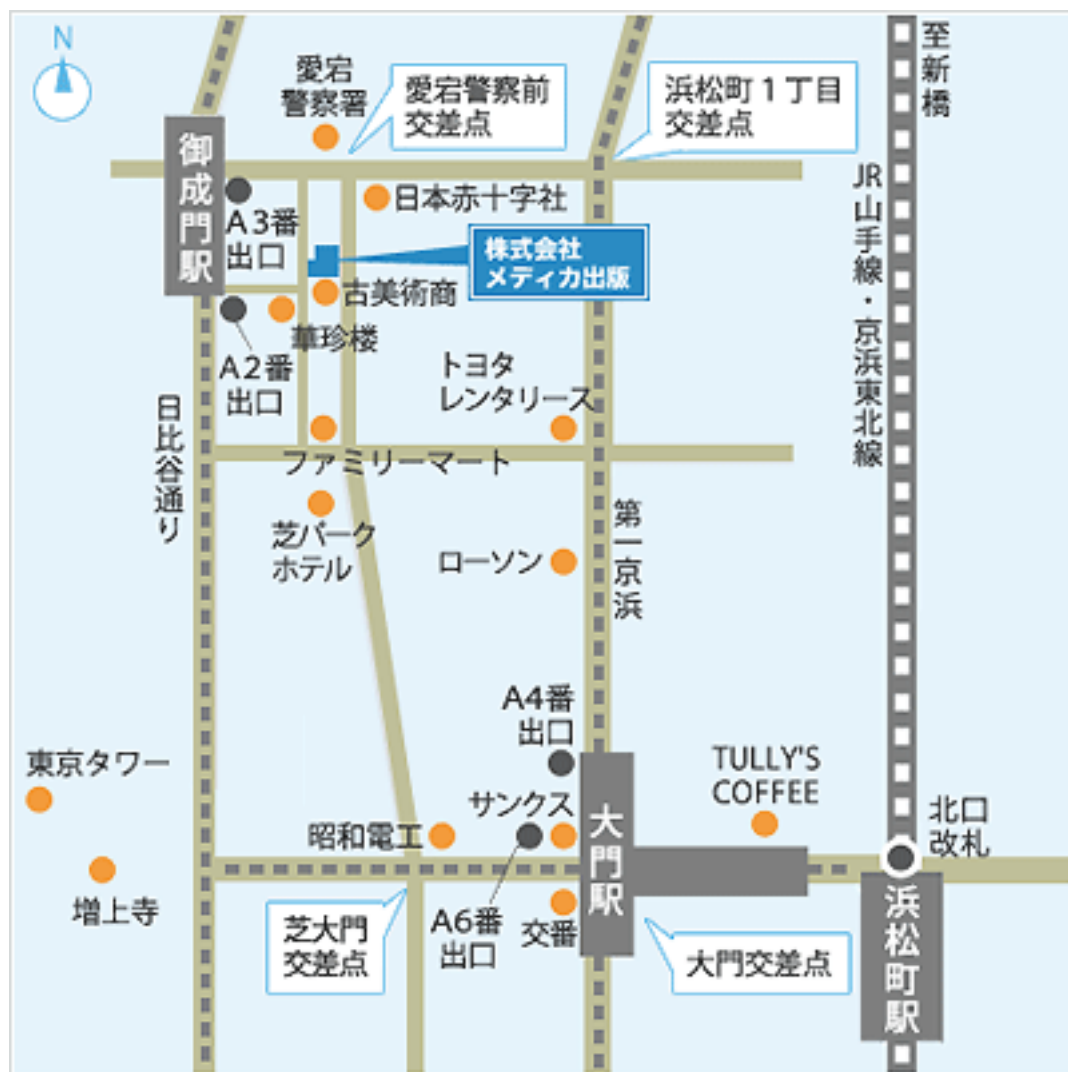 N
愛宕
警察署
愛宕警察前
交差点
浜松町1丁目
交差点
至新橋
御成門駅
A3番
出口
日本赤十字社
株式会社
メディカ出版
JR山手線・京浜東北線
古美術商
華珍楼
A2番
出口
トヨタ
レンタリース
日比谷通り
ファミリーマート
芝パーク
ホテル
ローソン
第一京浜
A4番
出口
東京タワー
サンクス
TULLY'S
COFFEE
昭和電工
大門駅
北口
改札
増上寺
芝大門
交差点
A6番
出口
交番
大門交差点
浜松町駅